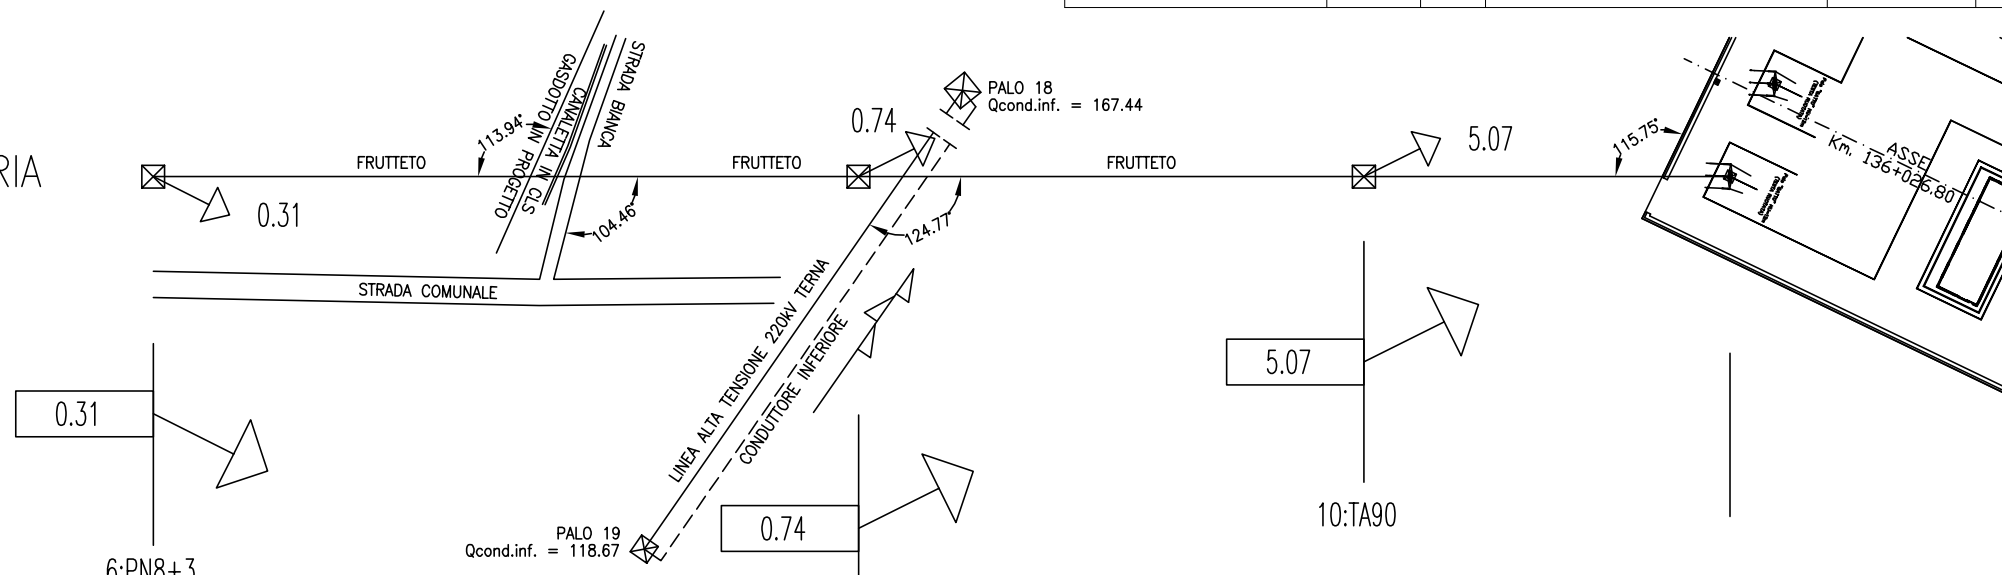 RIA
0.31
FRUTTETO
113.94°
GASDOTTO IN PROGETTO
CANALETTA IN CLS
STRADA BIANCA
104.46°
FRUTTETO
0.74
PALO 18
Qcond.inf. = 167.44
124.77°
FRUTTETO
5.07
115.75°
ASSE
Km. 136+026.80
STRADA COMUNALE
LINEA ALTA TENSIONE 220kV TERNA
CONDUTTORE INFERIORE
0.31
5.07
0.74
PALO 19
Qcond.inf. = 118.67
10:TA90
6:PN8+3